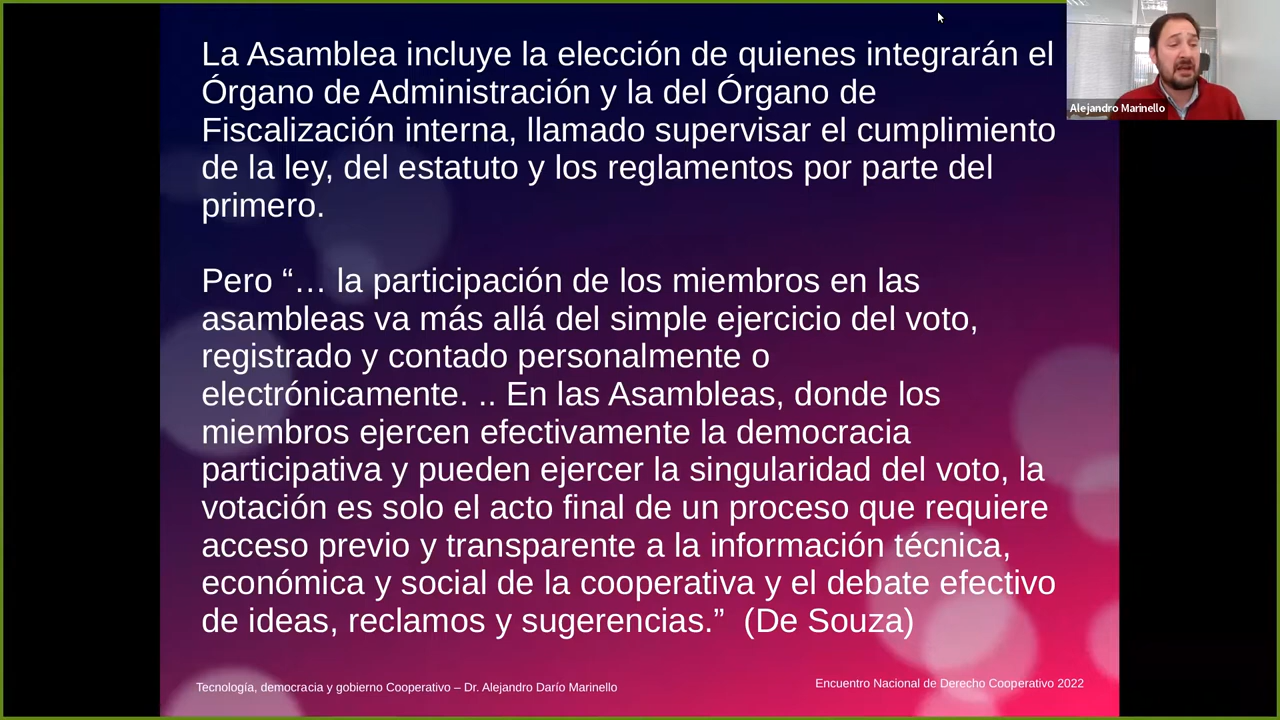 La Asamblea incluye la elección de quienes integrarán el
Órgano de Administración y la del Órgano de
Fiscalización interna, llamado supervisar el cumplimiento
de la ley, del estatuto y los reglamentos por parte del
primero.
Pero “… la participación de los miembros en las
asambleas va más allá del simple ejercicio del voto,
registrado y contado personalmente o
electrónicamente. .. En las Asambleas, donde los
miembros ejercen efectivamente la democracia
participativa y pueden ejercer la singularidad del voto, la
votación es solo el acto final de un proceso que requiere
acceso previo y transparente a la información técnica,
económica y social de la cooperativa y el debate efectivo
de ideas, reclamos y sugerencias.” (De Souza)
Tecnología, democracia y gobierno Cooperativo – Dr. Alejandro Darío Marinello
Encuentro Nacional de Derecho Cooperativo 2022
Alejandro Marinello